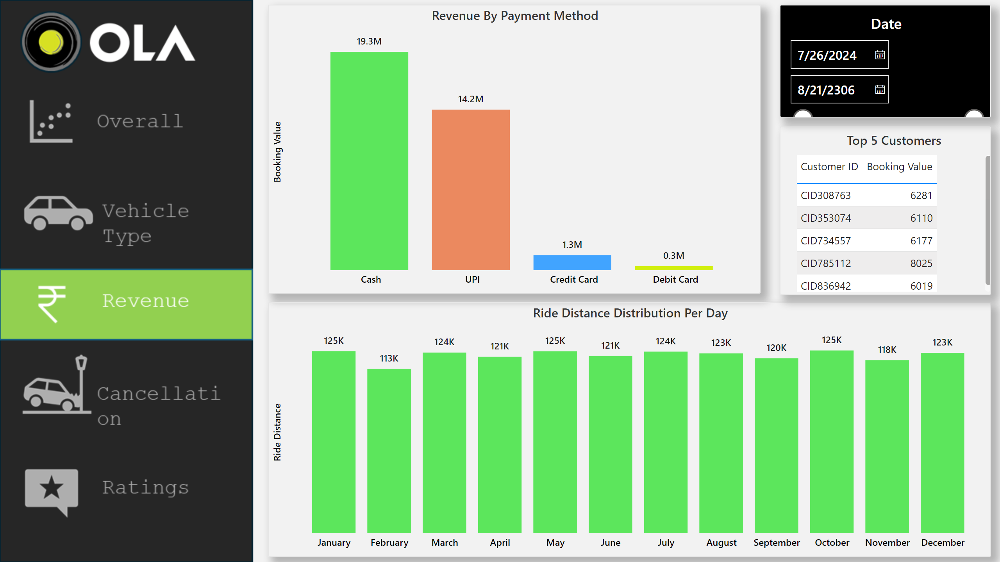 OLA
Overall
Vehicle
Type
Revenue
Cancellati
on
Ratings
Revenue By Payment Method
Booking Value
19.3M
14.2M
1.3M
0.3M
Cash UPI Credit Card Debit Card
Date
7/26/2024
8/21/2306
Top 5 Customers
Customer ID Booking Value
CID308763 6281
CID353074 6110
CID734557 6177
CID785112 8025
CID836942 6019
Ride Distance Distribution Per Day
Ride Distance
125K 113K 124K 121K 125K 121K 124K 123K 120K 125K 118K 123K
January February March April May June July August September October November December